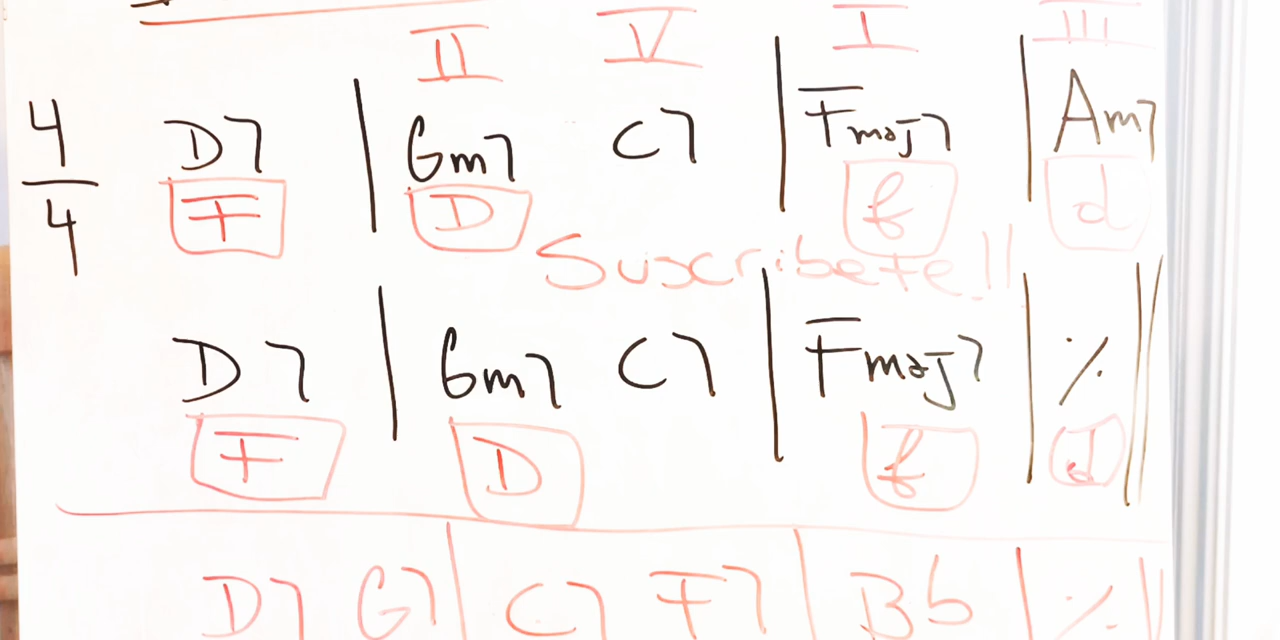 II V I III
4/4 D7 | Gm7 C7 | Fmaj7 | Am7
F D f d
Suscribete!!
D7 | Gm7 C7 | Fmaj7 | ٪ ||
F D f d
D7 G7 | C7 F7 | Bb | ٪ ||